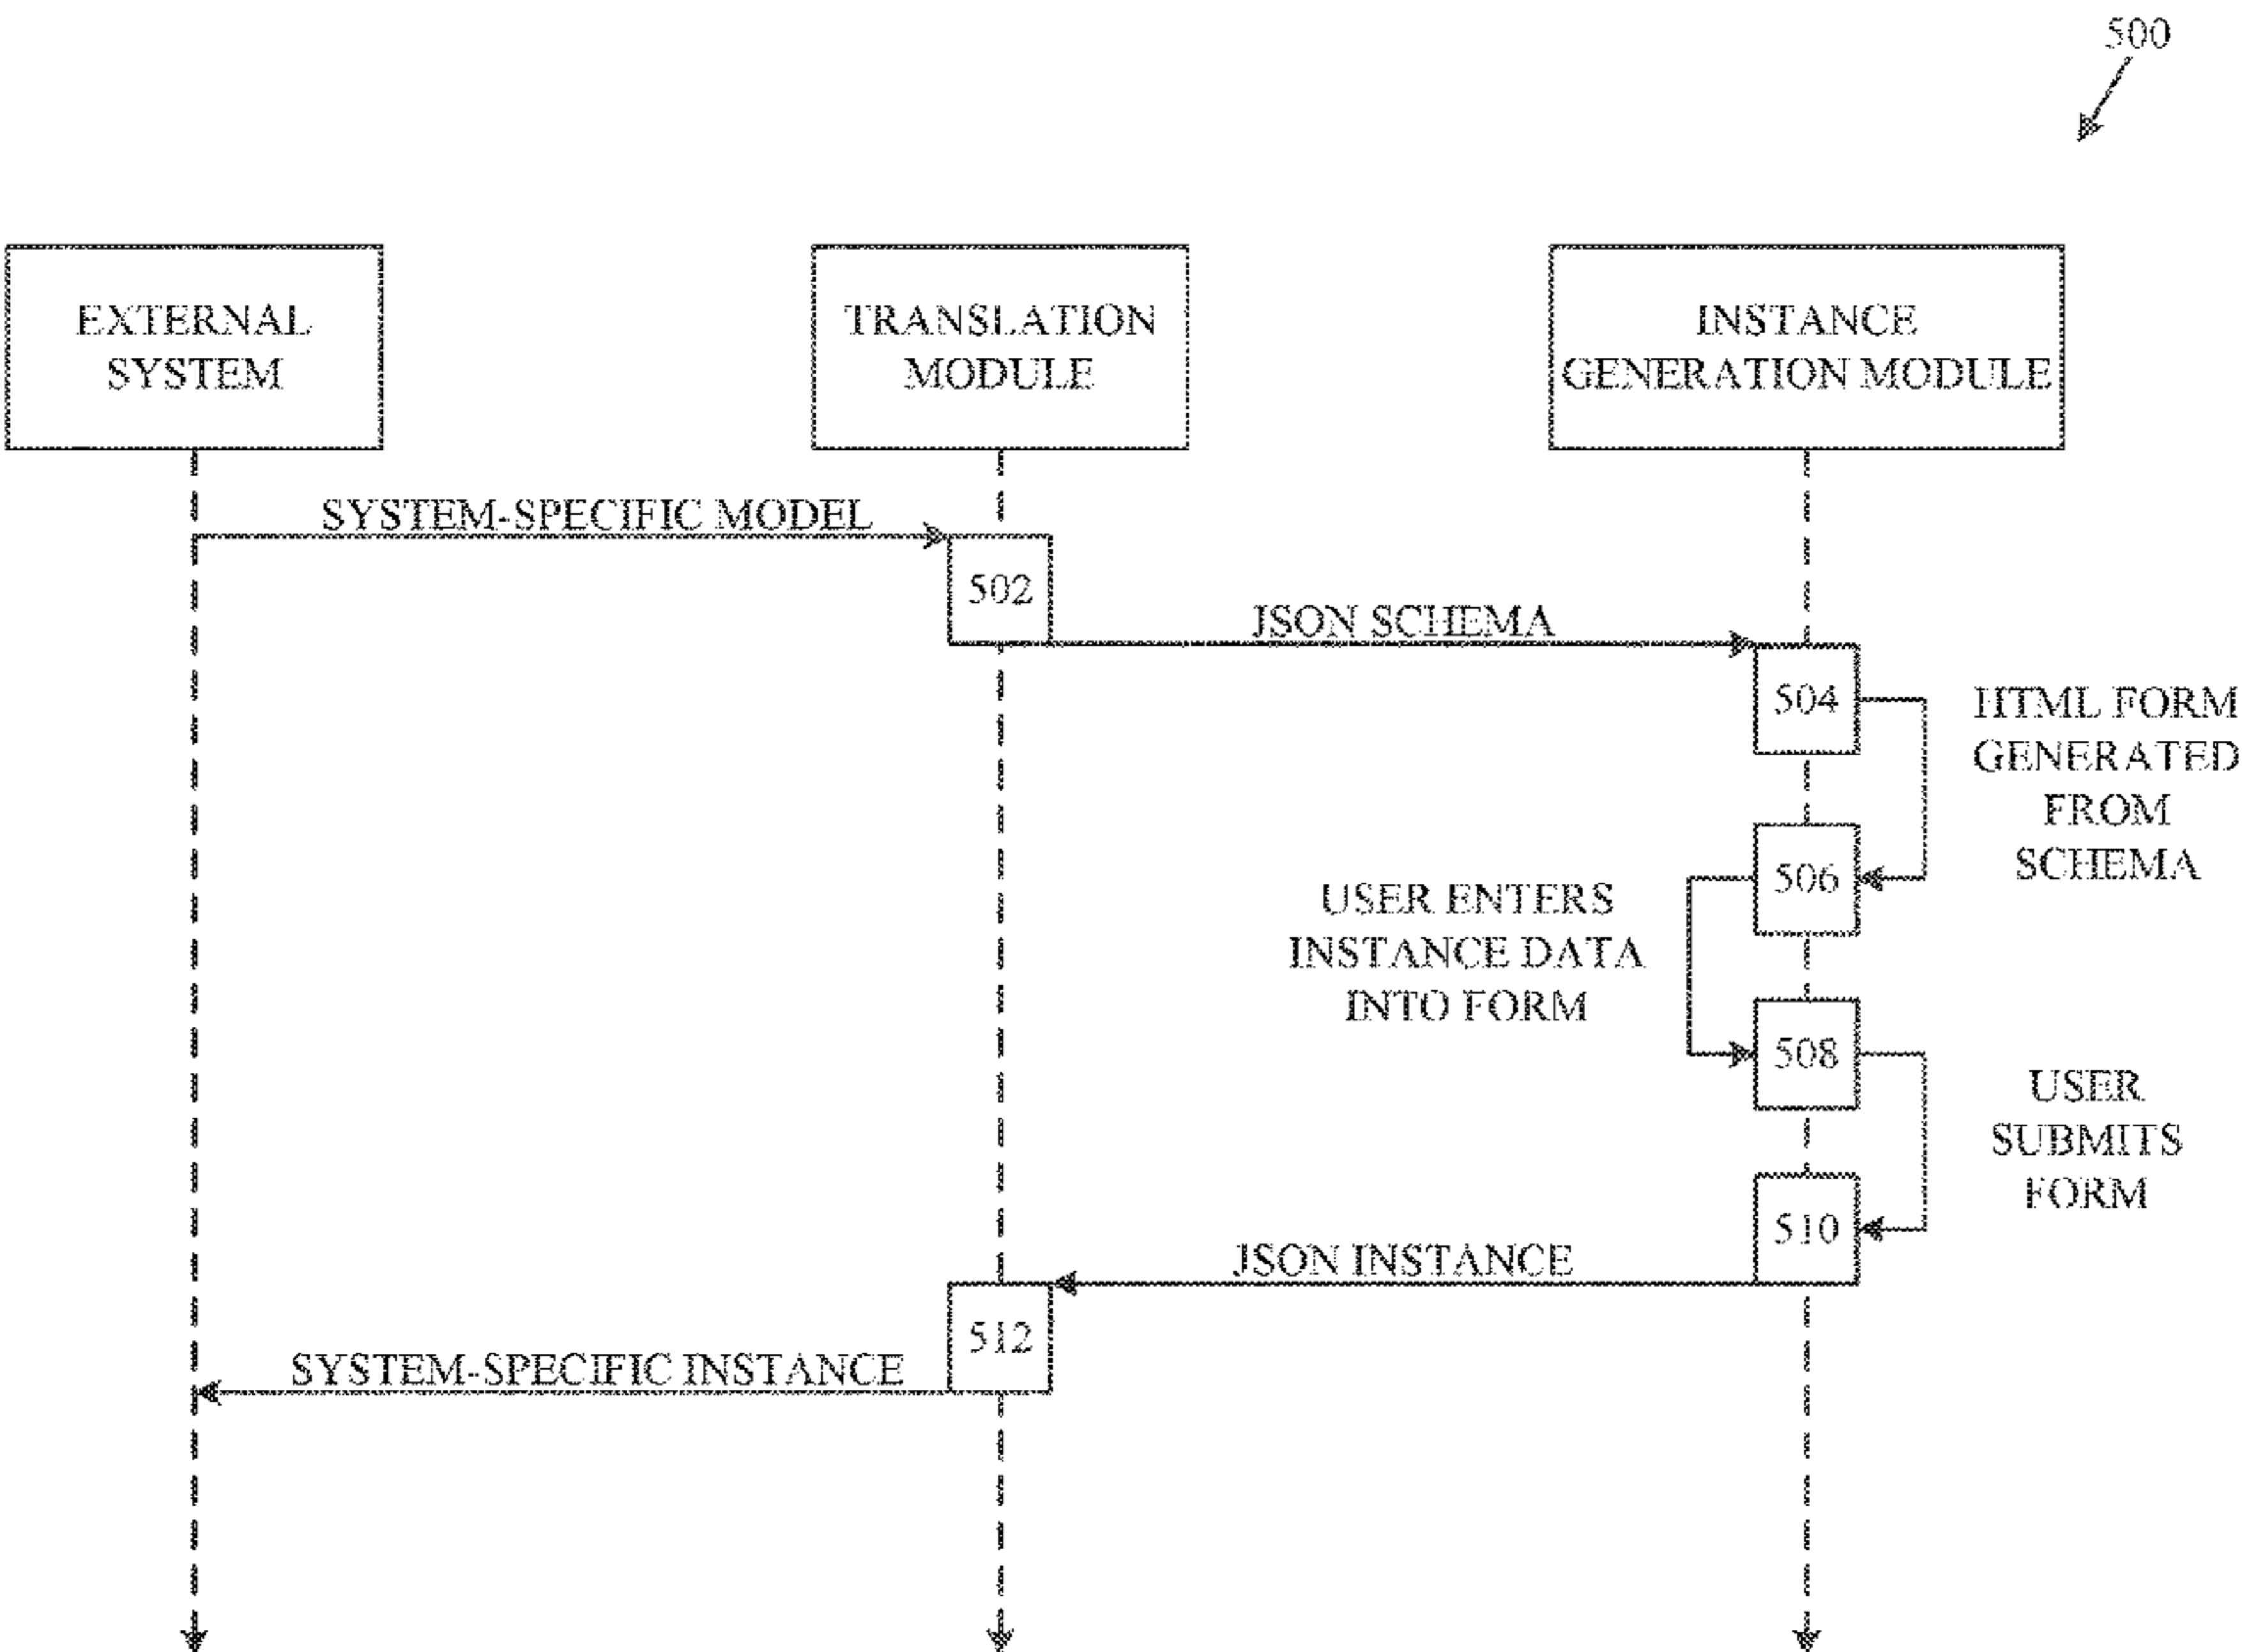 500
EXTERNAL
SYSTEM
TRANSLATION
MODULE
INSTANCE
GENERATION MODULE
SYSTEM-SPECIFIC MODEL
502
JSON SCHEMA
504
HTML FORM
GENERATED
FROM
SCHEMA
506
USER ENTERS
INSTANCE DATA
INTO FORM
508
USER
SUBMITS
FORM
510
JSON INSTANCE
512
SYSTEM-SPECIFIC INSTANCE